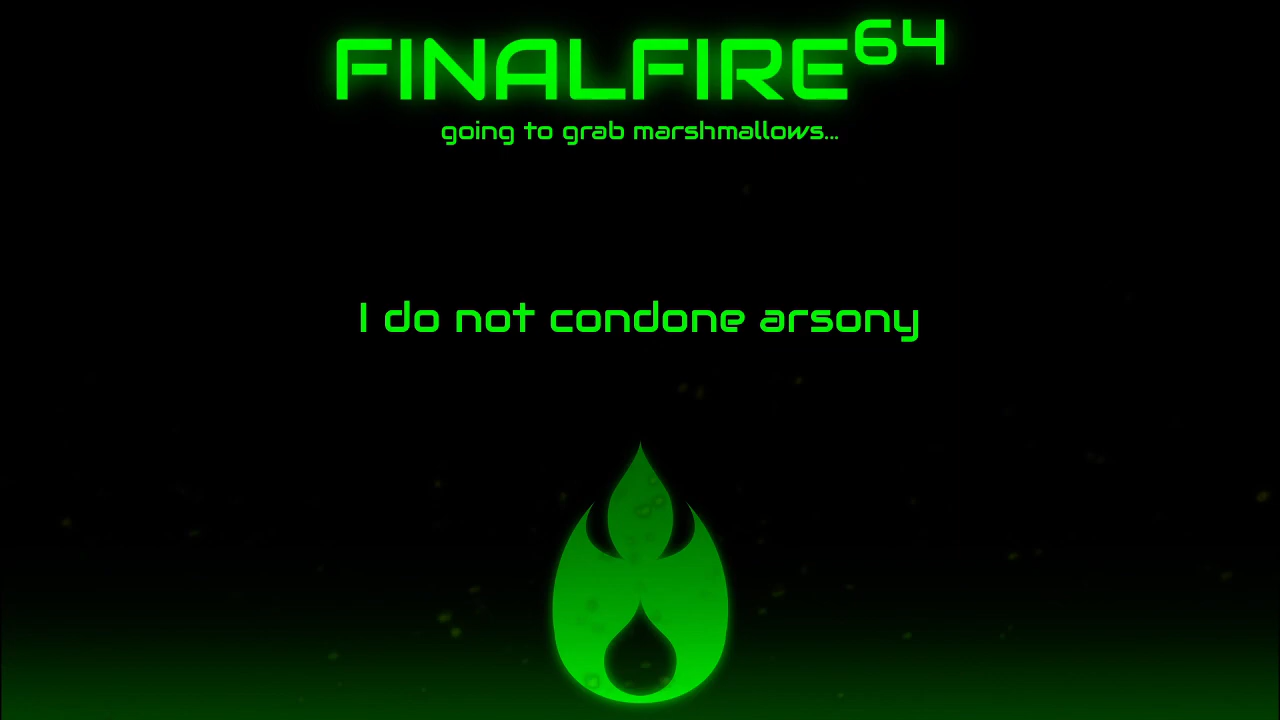 FINALFIRE⁶⁴
going to grab marshmallows...
I do not condone arsony